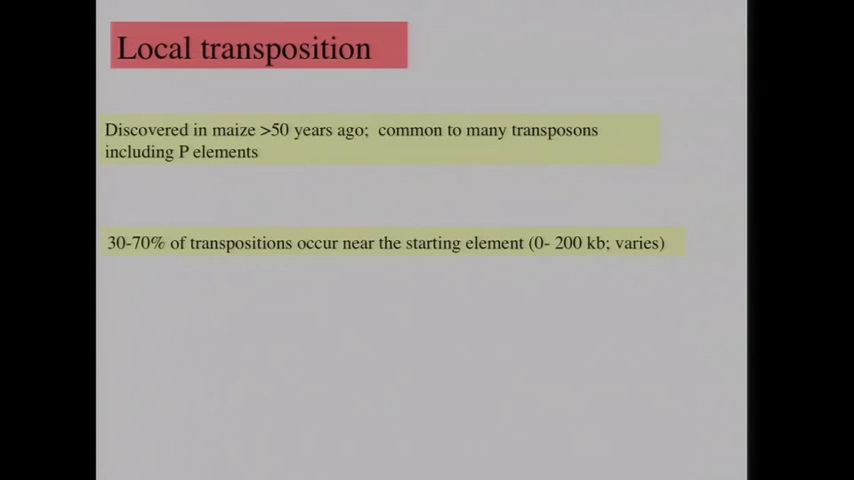 Local transposition
Discovered in maize >50 years ago;  common to many transposons
including P elements
30-70% of transpositions occur near the starting element (0- 200 kb; varies)